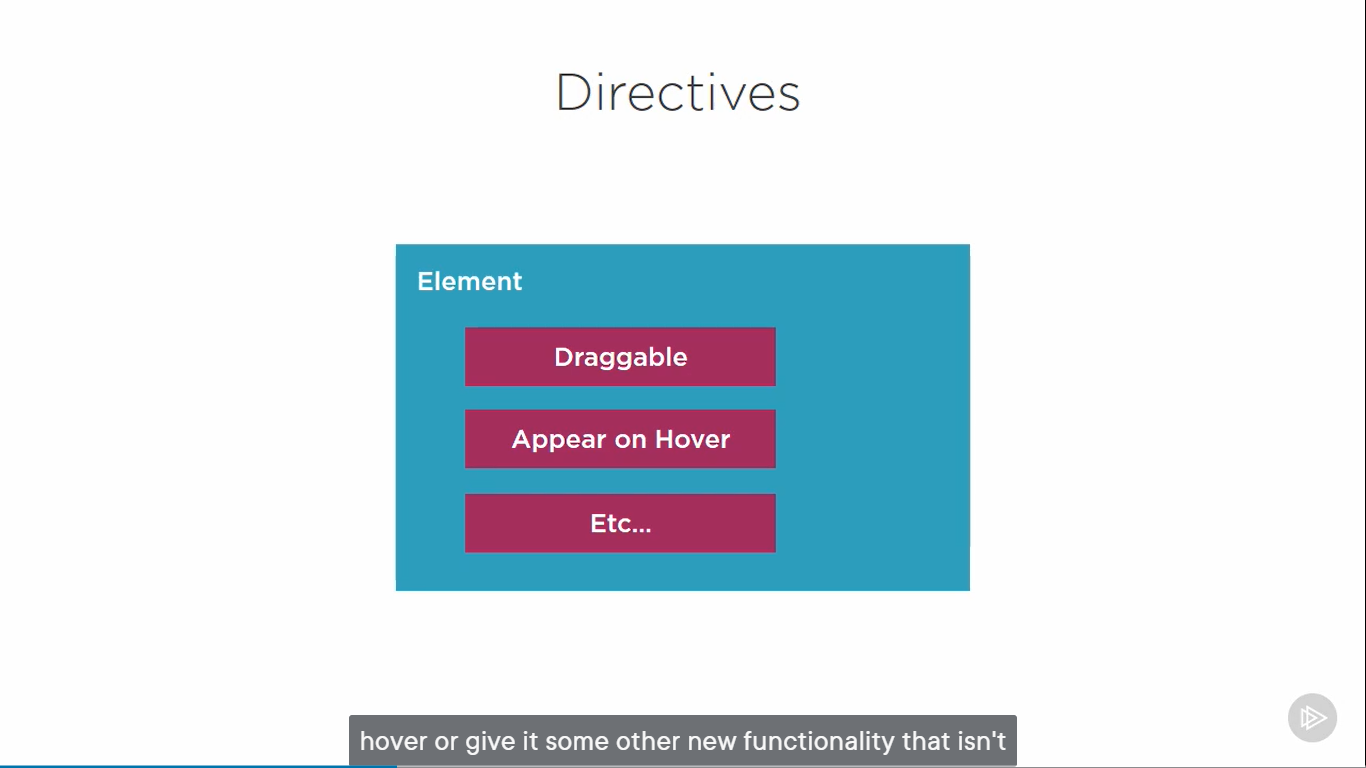 Directives
Element
Draggable
Appear on Hover
Etc...
hover or give it some other new functionality that isn't